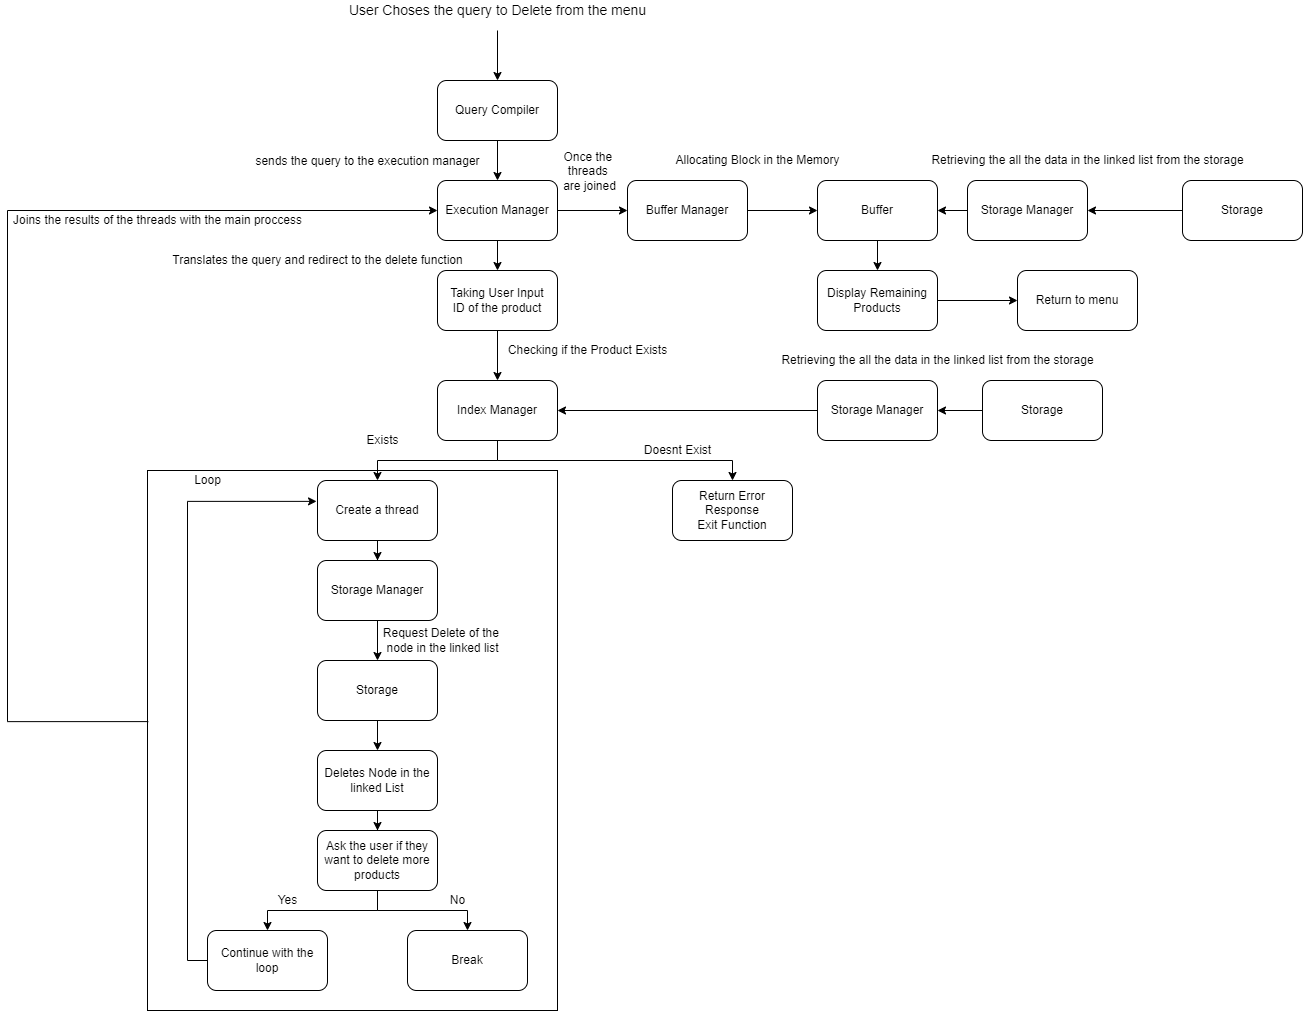 User Choses the query to Delete from the menu
Query Compiler
sends the query to the execution manager
Once the
threads
are joined
Allocating Block in the Memory
Retrieving the all the data in the linked list from the storage
Joins the results of the threads with the main proccess
Execution Manager
Buffer Manager
Buffer
Storage Manager
Storage
Translates the query and redirect to the delete function
Taking User Input
ID of the product
Display Remaining
Products
Return to menu
Checking if the Product Exists
Retrieving the all the data in the linked list from the storage
Index Manager
Storage Manager
Storage
Exists
Doesnt Exist
Loop
Create a thread
Return Error
Response
Exit Function
Storage Manager
Request Delete of the
node in the linked list
Storage
Deletes Node in the
linked List
Ask the user if they
want to delete more
products
Yes
No
Continue with the
loop
Break